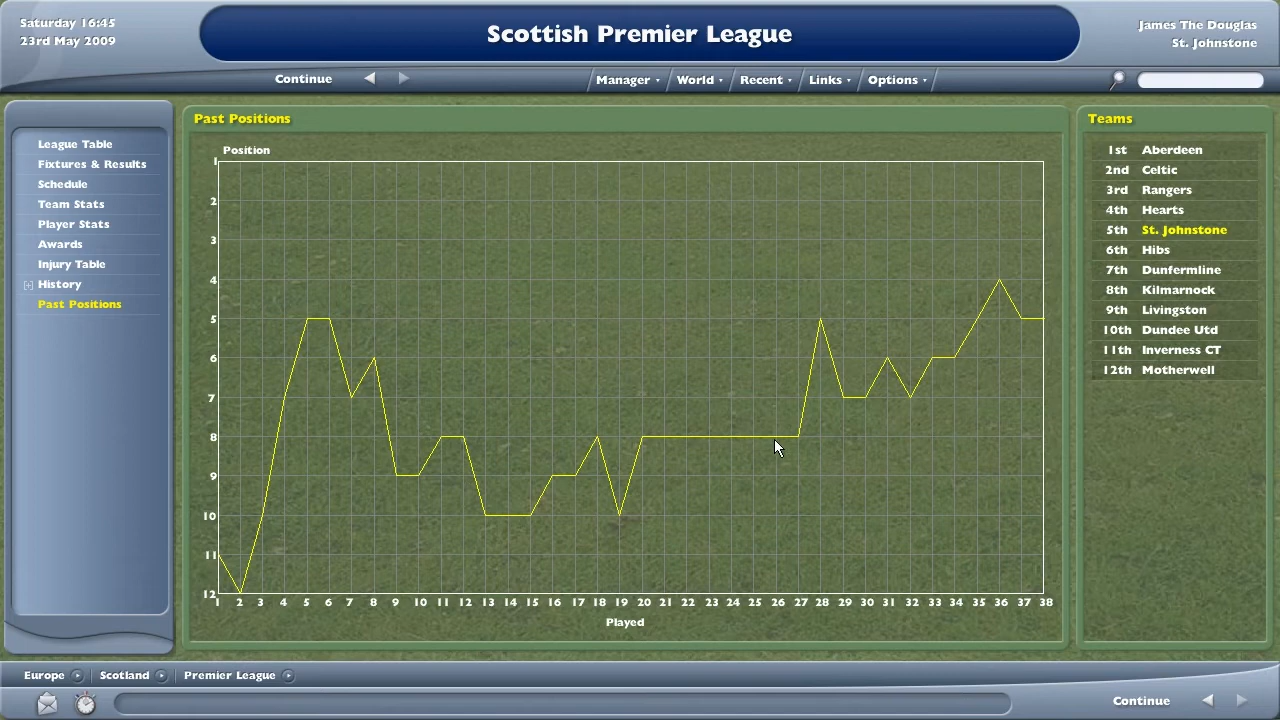 Saturday 16:45
23rd May 2009
Scottish Premier League
James The Douglas
St. Johnstone
Continue
Manager
World
Recent
Links
Options
League Table
Fixtures & Results
Schedule
Team Stats
Player Stats
Awards
Injury Table
History
Past Positions
Past Positions
Position
1
2
3
4
5
6
7
8
9
10
11
12
1 2 3 4 5 6 7 8 9 10 11 12 13 14 15 16 17 18 19 20 21 22 23 24 25 26 27 28 29 30 31 32 33 34 35 36 37 38
Played
Teams
1st Aberdeen
2nd Celtic
3rd Rangers
4th Hearts
5th St. Johnstone
6th Hibs
7th Dunfermline
8th Kilmarnock
9th Livingston
10th Dundee Utd
11th Inverness CT
12th Motherwell
Europe
Scotland
Premier League
Continue